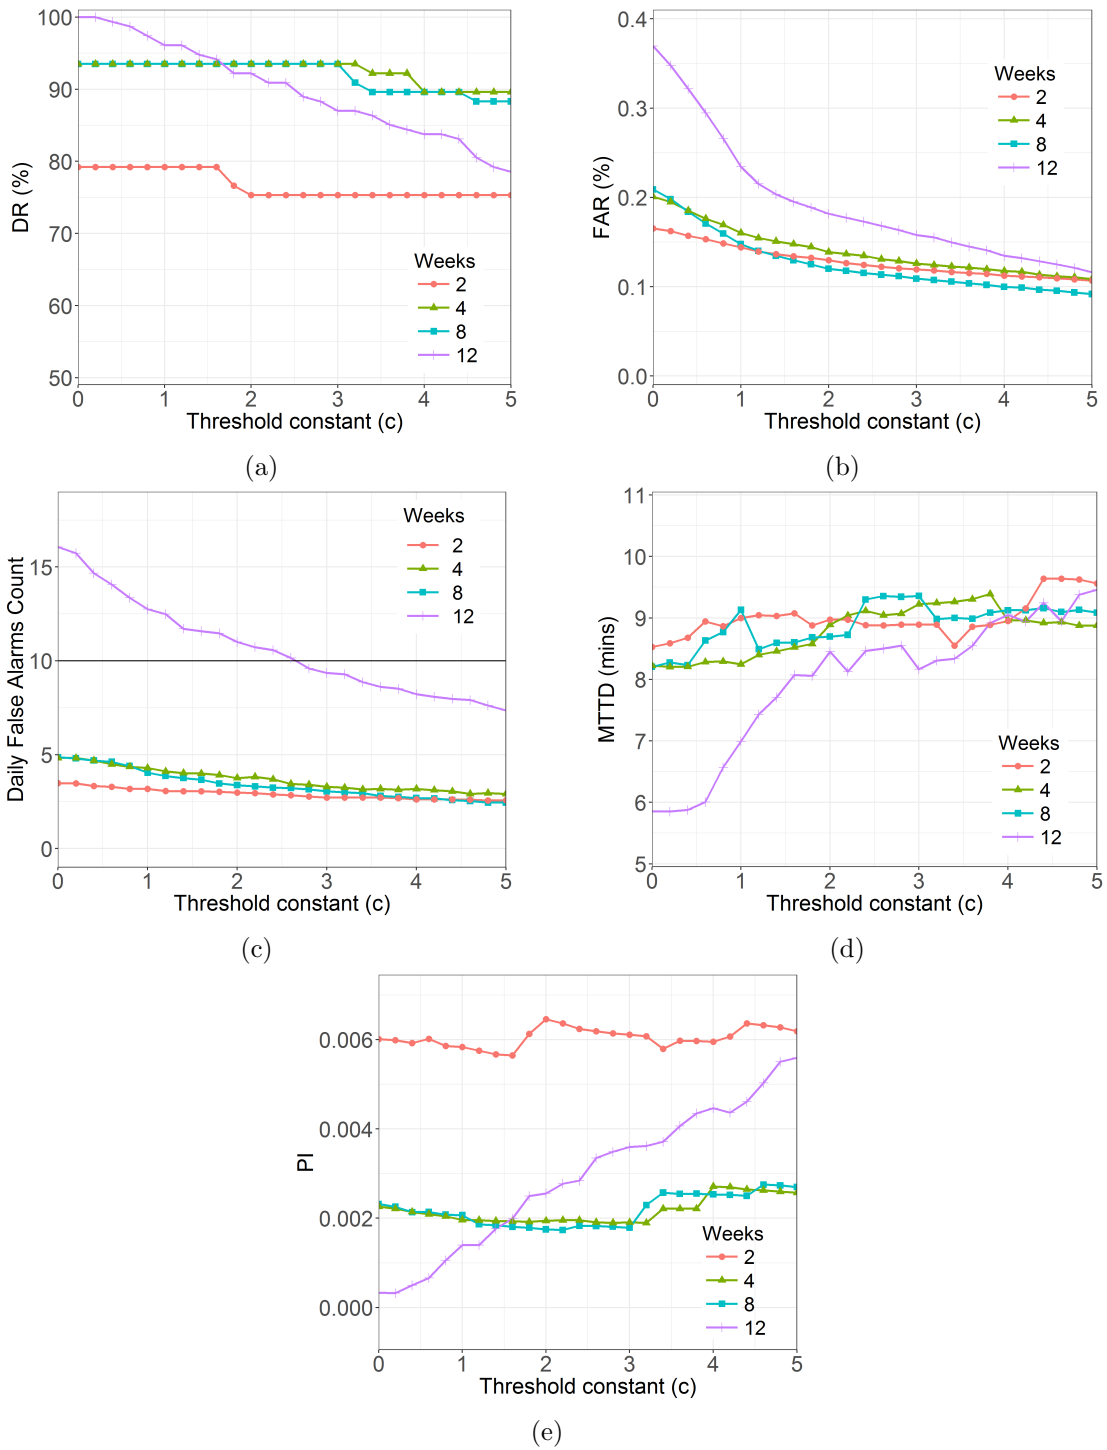 DR (%)
100
90
80
70
60
50
0 1 2 3 4 5
Threshold constant (c)
Weeks
2
4
8
12
(a)
FAR (%)
0.4
0.3
0.2
0.1
0.0
0 1 2 3 4 5
Threshold constant (c)
Weeks
2
4
8
12
(b)
Daily False Alarms Count
15
10
5
0
0 1 2 3 4 5
Threshold constant (c)
Weeks
2
4
8
12
(c)
MTTD (mins)
11
10
9
8
7
6
5
0 1 2 3 4 5
Threshold constant (c)
Weeks
2
4
8
12
(d)
PI
0.006
0.004
0.002
0.000
0 1 2 3 4 5
Threshold constant (c)
Weeks
2
4
8
12
(e)